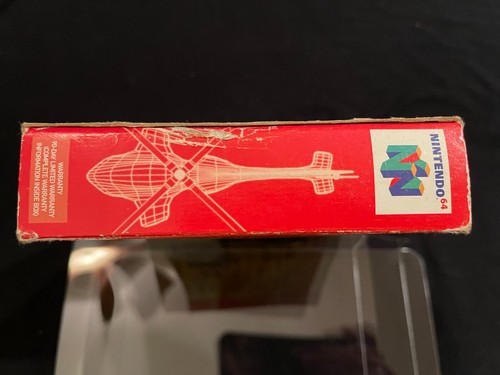 NINTENDO 64
WARRANTY
90-DAY LIMITED WARRANTY
(COMPLETE WARRANTY
INFORMATION INSIDE BOX)